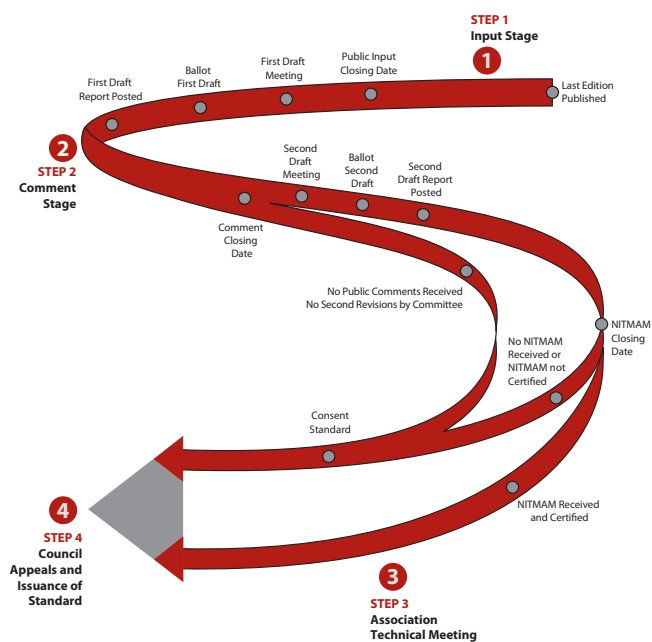 STEP 1
Input Stage
1
Public Input
Closing Date
First Draft
Meeting
Ballot
First Draft
First Draft
Report Posted
Last Edition
Published
2
STEP 2
Comment
Stage
Comment
Closing
Date
Second
Draft
Meeting
Ballot
Second
Draft
Second
Draft Report
Posted
No Public Comments Received
No Second Revisions by Committee
NITMAM
Closing
Date
No NITMAM
Received or
NITMAM not
Certified
Consent
Standard
NITMAM Received
and Certified
3
STEP 3
Association
Technical Meeting
4
STEP 4
Council
Appeals and
Issuance of
Standard